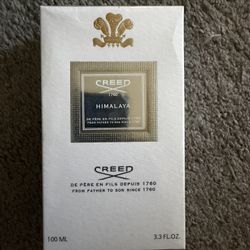 CREED
1760
HIMALAYA
DE PÈRE EN FILS DEPUIS 1760
FROM FATHER TO SON SINCE 1760
CREED
DE PÈRE EN FILS DEPUIS 1760
FROM FATHER TO SON SINCE 1760
100 ML 3.3 FL.OZ.